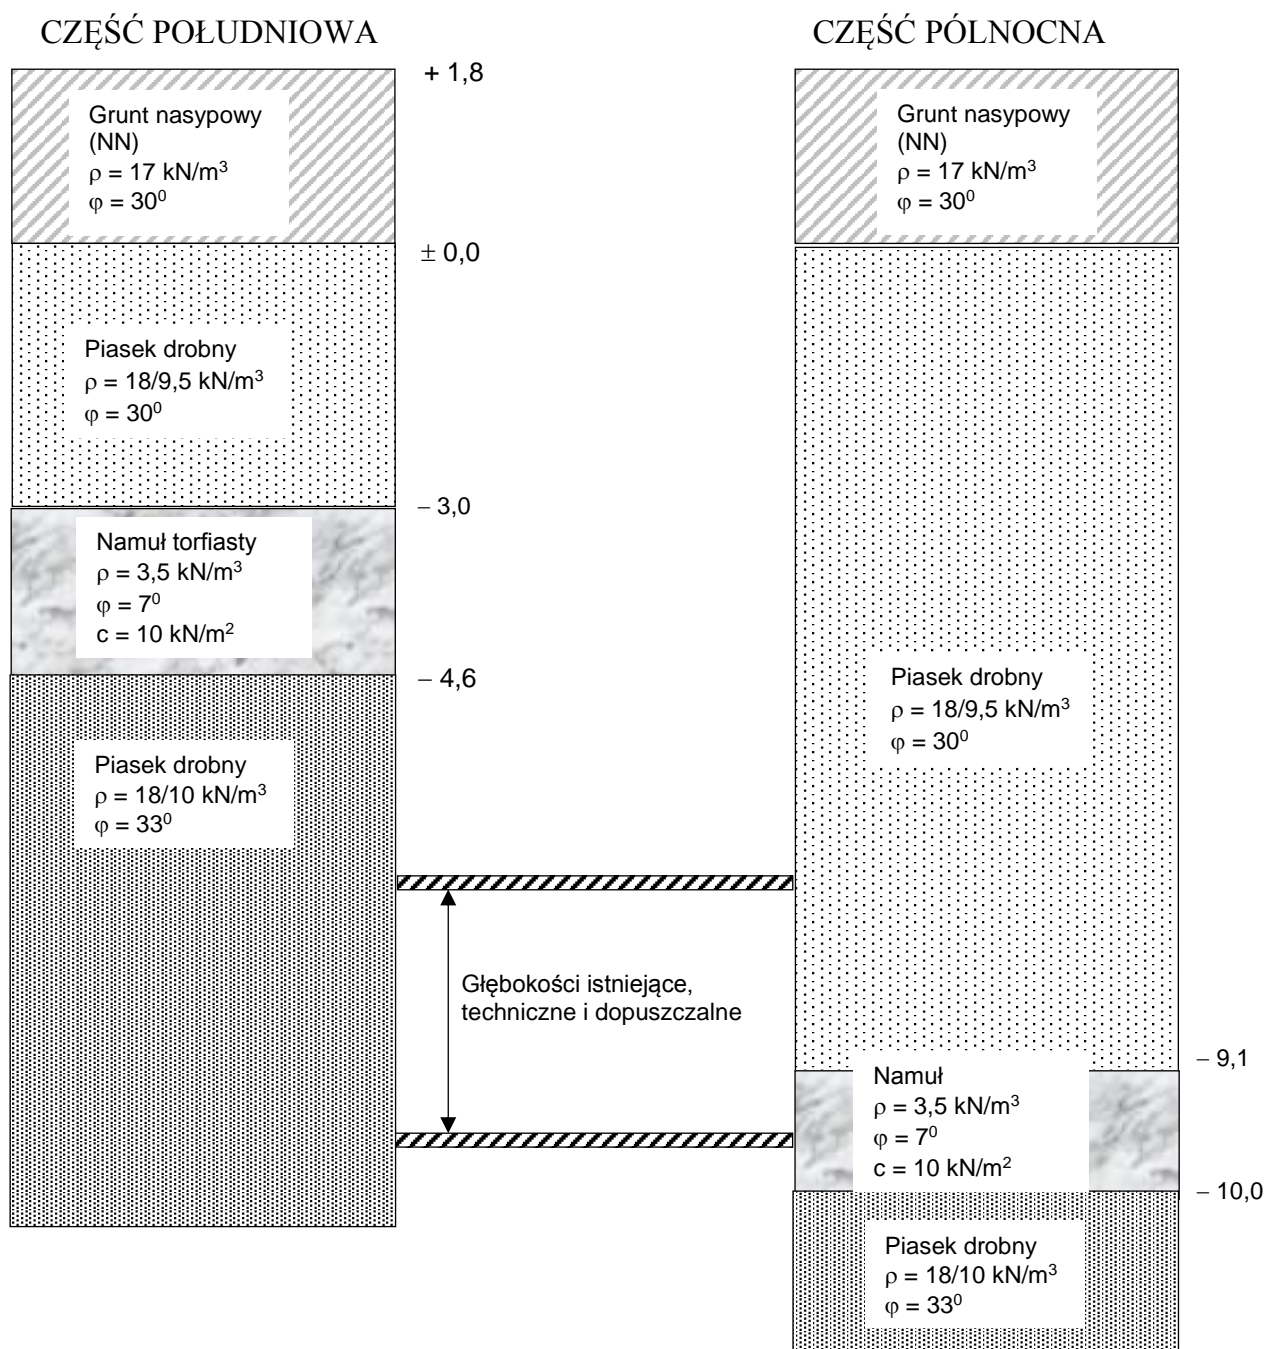 CZĘŚĆ POŁUDNIOWA
Grunt nasypowy
(NN)
ρ = 17 kN/m³
φ = 30⁰
Piasek drobny
ρ = 18/9,5 kN/m³
φ = 30⁰
Namuł torfiasty
ρ = 3,5 kN/m³
φ = 7⁰
c = 10 kN/m²
Piasek drobny
ρ = 18/10 kN/m³
φ = 33⁰
+ 1,8
± 0,0
− 3,0
− 4,6
Głębokości istniejące,
techniczne i dopuszczalne
CZĘŚĆ PÓLNOCNA
Grunt nasypowy
(NN)
ρ = 17 kN/m³
φ = 30⁰
Piasek drobny
ρ = 18/9,5 kN/m³
φ = 30⁰
Namuł
ρ = 3,5 kN/m³
φ = 7⁰
c = 10 kN/m²
Piasek drobny
ρ = 18/10 kN/m³
φ = 33⁰
− 9,1
− 10,0